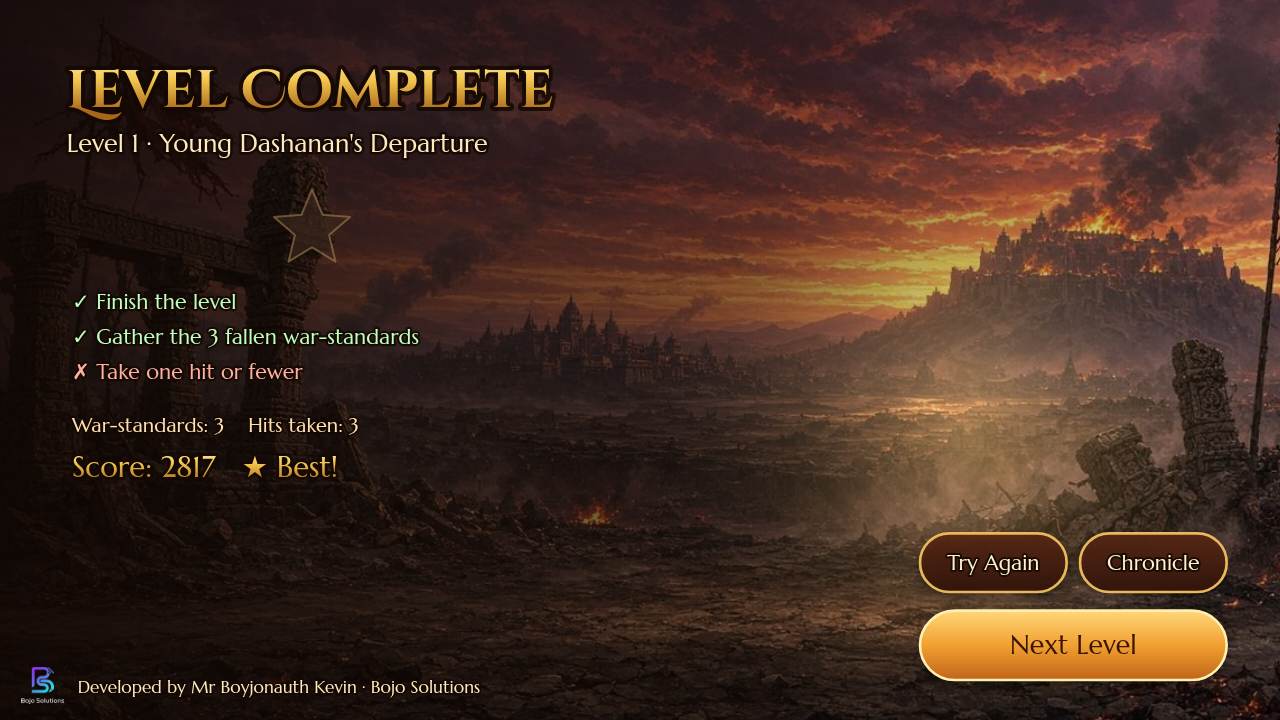 Level Complete
Level 1 · Young Dashanan's Departure
✓ Finish the level
✓ Gather the 3 fallen war-standards
✗ Take one hit or fewer
War-standards: 3 Hits taken: 3
Score: 2817 ★ Best!
Try Again
Chronicle
Next Level
Bojo Solutions
Developed by Mr Boyjonauth Kevin · Bojo Solutions